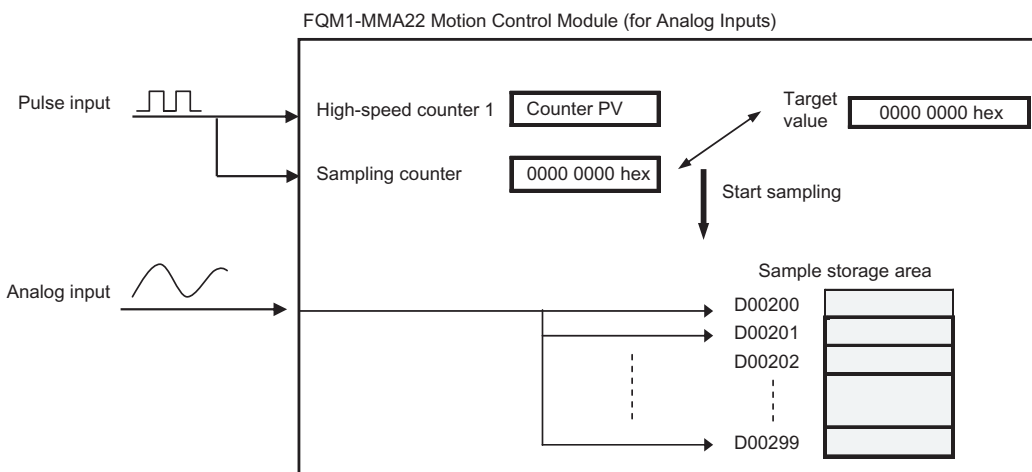 FQM1-MMA22 Motion Control Module (for Analog Inputs)
Pulse input
High-speed counter 1
Counter PV
Target
value
0000 0000 hex
Sampling counter
0000 0000 hex
Start sampling
Analog input
Sample storage area
D00200
D00201
D00202
D00299